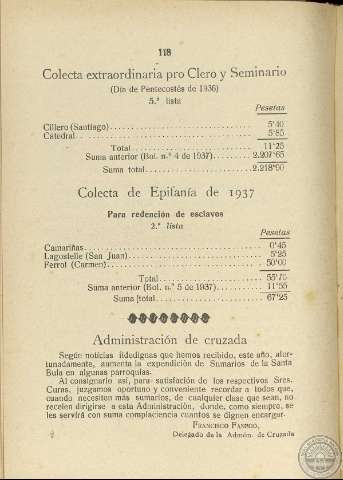 118
Colecta extraordinaria pro Clero y Seminario
(Día de Pentecostés de 1936)
5.ª lista
Pesetas
Cillero (Santiago) 5'40
Catedral 5'85
Total 11'25
Suma anterior (Bol. n.º 4 de 1937) 2.207'65
Suma total 2.218'90
Colecta de Epifanía de 1937
Para redención de esclavos
2.ª lista
Pesetas
Camariñas 0'45
Lagostelle (San Juan) 5'25
Ferrol (Carmen) 50'00
Total 55'70
Suma anterior (Bol. n.º 5 de 1937) 11'55
Suma total 67'25
Administración de cruzada
Según noticias fidedignas que hemos recibido, este año, afor-
tunadamente, aumenta la expendición de Sumarios de la Santa
Bula en algunas parroquias.
Al consignarlo así, para satisfacción de los respectivos Sres.
Curas, juzgamos oportuno y conveniente recordar a todos que,
cuando necesiten más sumarios, de cualquier clase que sean, no
recelen dirigirse a esta Administración, donde, como siempre, se
les servirá con suma complacencia cuantos se dignen encargar.
Francisco
Delegado de la Admón. de Cruzada